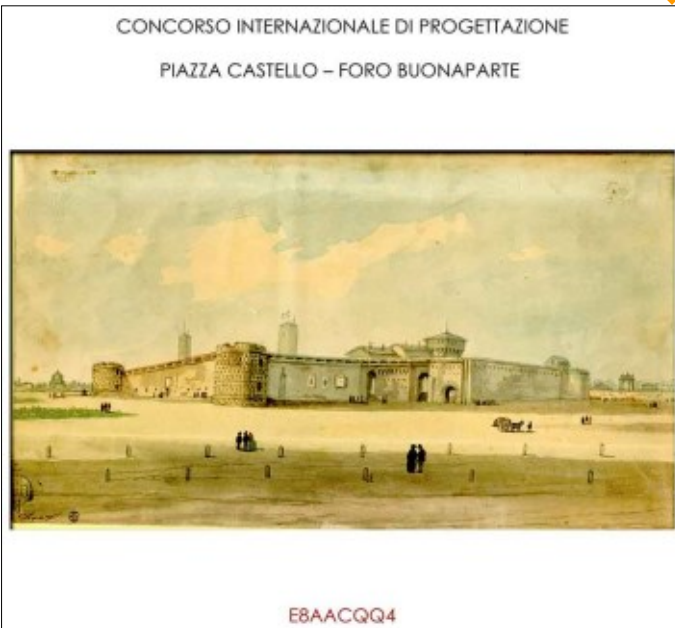 CONCORSO INTERNAZIONALE DI PROGETTAZIONE
PIAZZA CASTELLO – FORO BUONAPARTE
E8AACQQ4